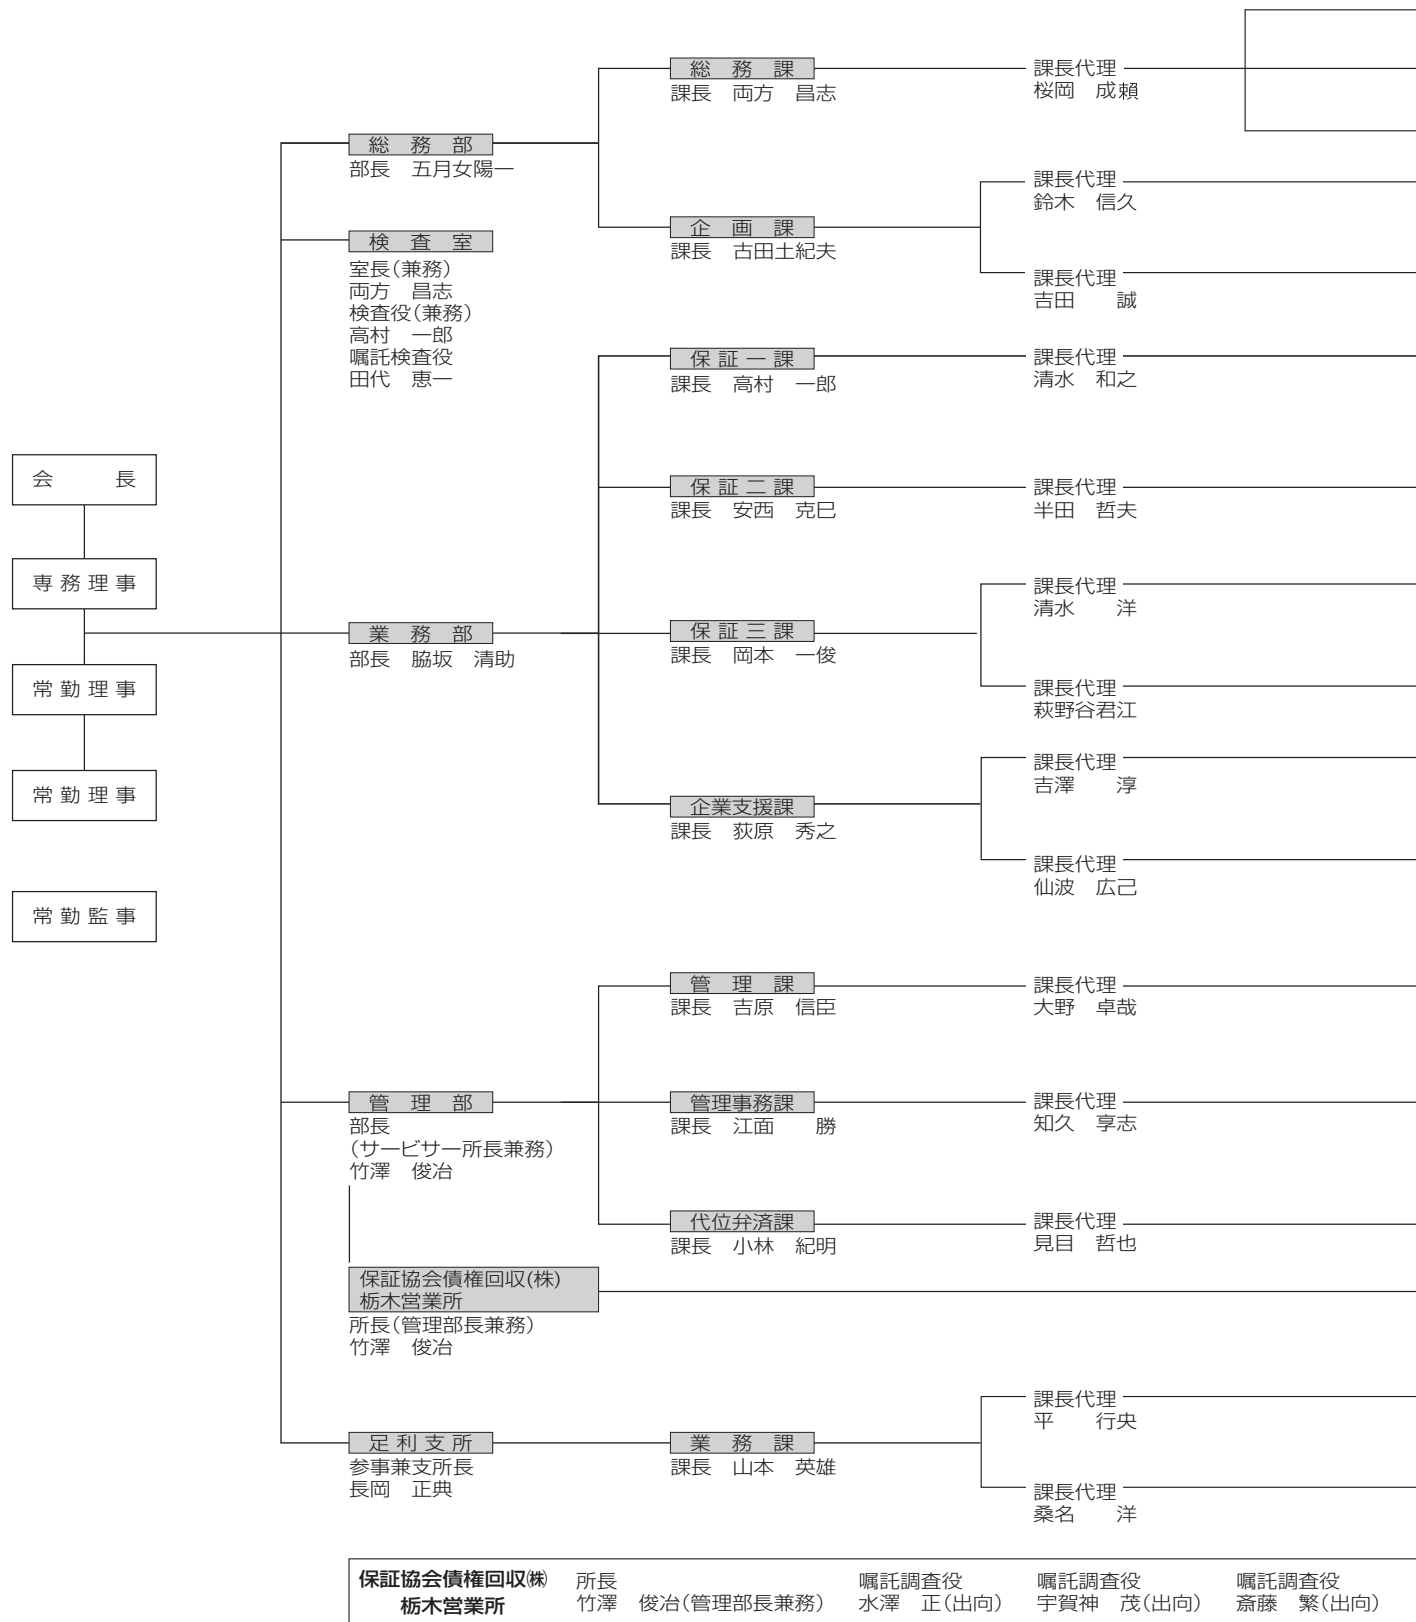 会　長
専務理事
常勤理事
常勤理事
常勤監事
総務部
部長　五月女陽一
総務課
課長　両方　昌志
課長代理
桜岡　成頼
企画課
課長　古田土紀夫
課長代理
鈴木　信久
課長代理
吉田　誠
検査室
室長(兼務)
両方　昌志
検査役(兼務)
高村　一郎
嘱託検査役
田代　恵一
業務部
部長　脇坂　清助
保証一課
課長　高村　一郎
課長代理
清水　和之
保証二課
課長　安西　克巳
課長代理
半田　哲夫
保証三課
課長　岡本　一俊
課長代理
清水　洋
課長代理
萩野谷君江
企業支援課
課長　荻原　秀之
課長代理
吉澤　淳
課長代理
仙波　広己
管理部
部長
(サービサー所長兼務)
竹澤　俊冶
管理課
課長　吉原　信臣
課長代理
大野　卓哉
管理事務課
課長　江面　勝
課長代理
知久　享志
代位弁済課
課長　小林　紀明
課長代理
見目　哲也
保証協会債権回収(株)
栃木営業所
所長(管理部長兼務)
竹澤　俊冶
足利支所
参事兼支所長
長岡　正典
業務課
課長　山本　英雄
課長代理
平　行央
課長代理
桑名　洋
保証協会債権回収㈱
栃木営業所
所長
竹澤　俊冶(管理部長兼務)
嘱託調査役
水澤　正(出向)
嘱託調査役
宇賀神　茂(出向)
嘱託調査役
斎藤　繁(出向)